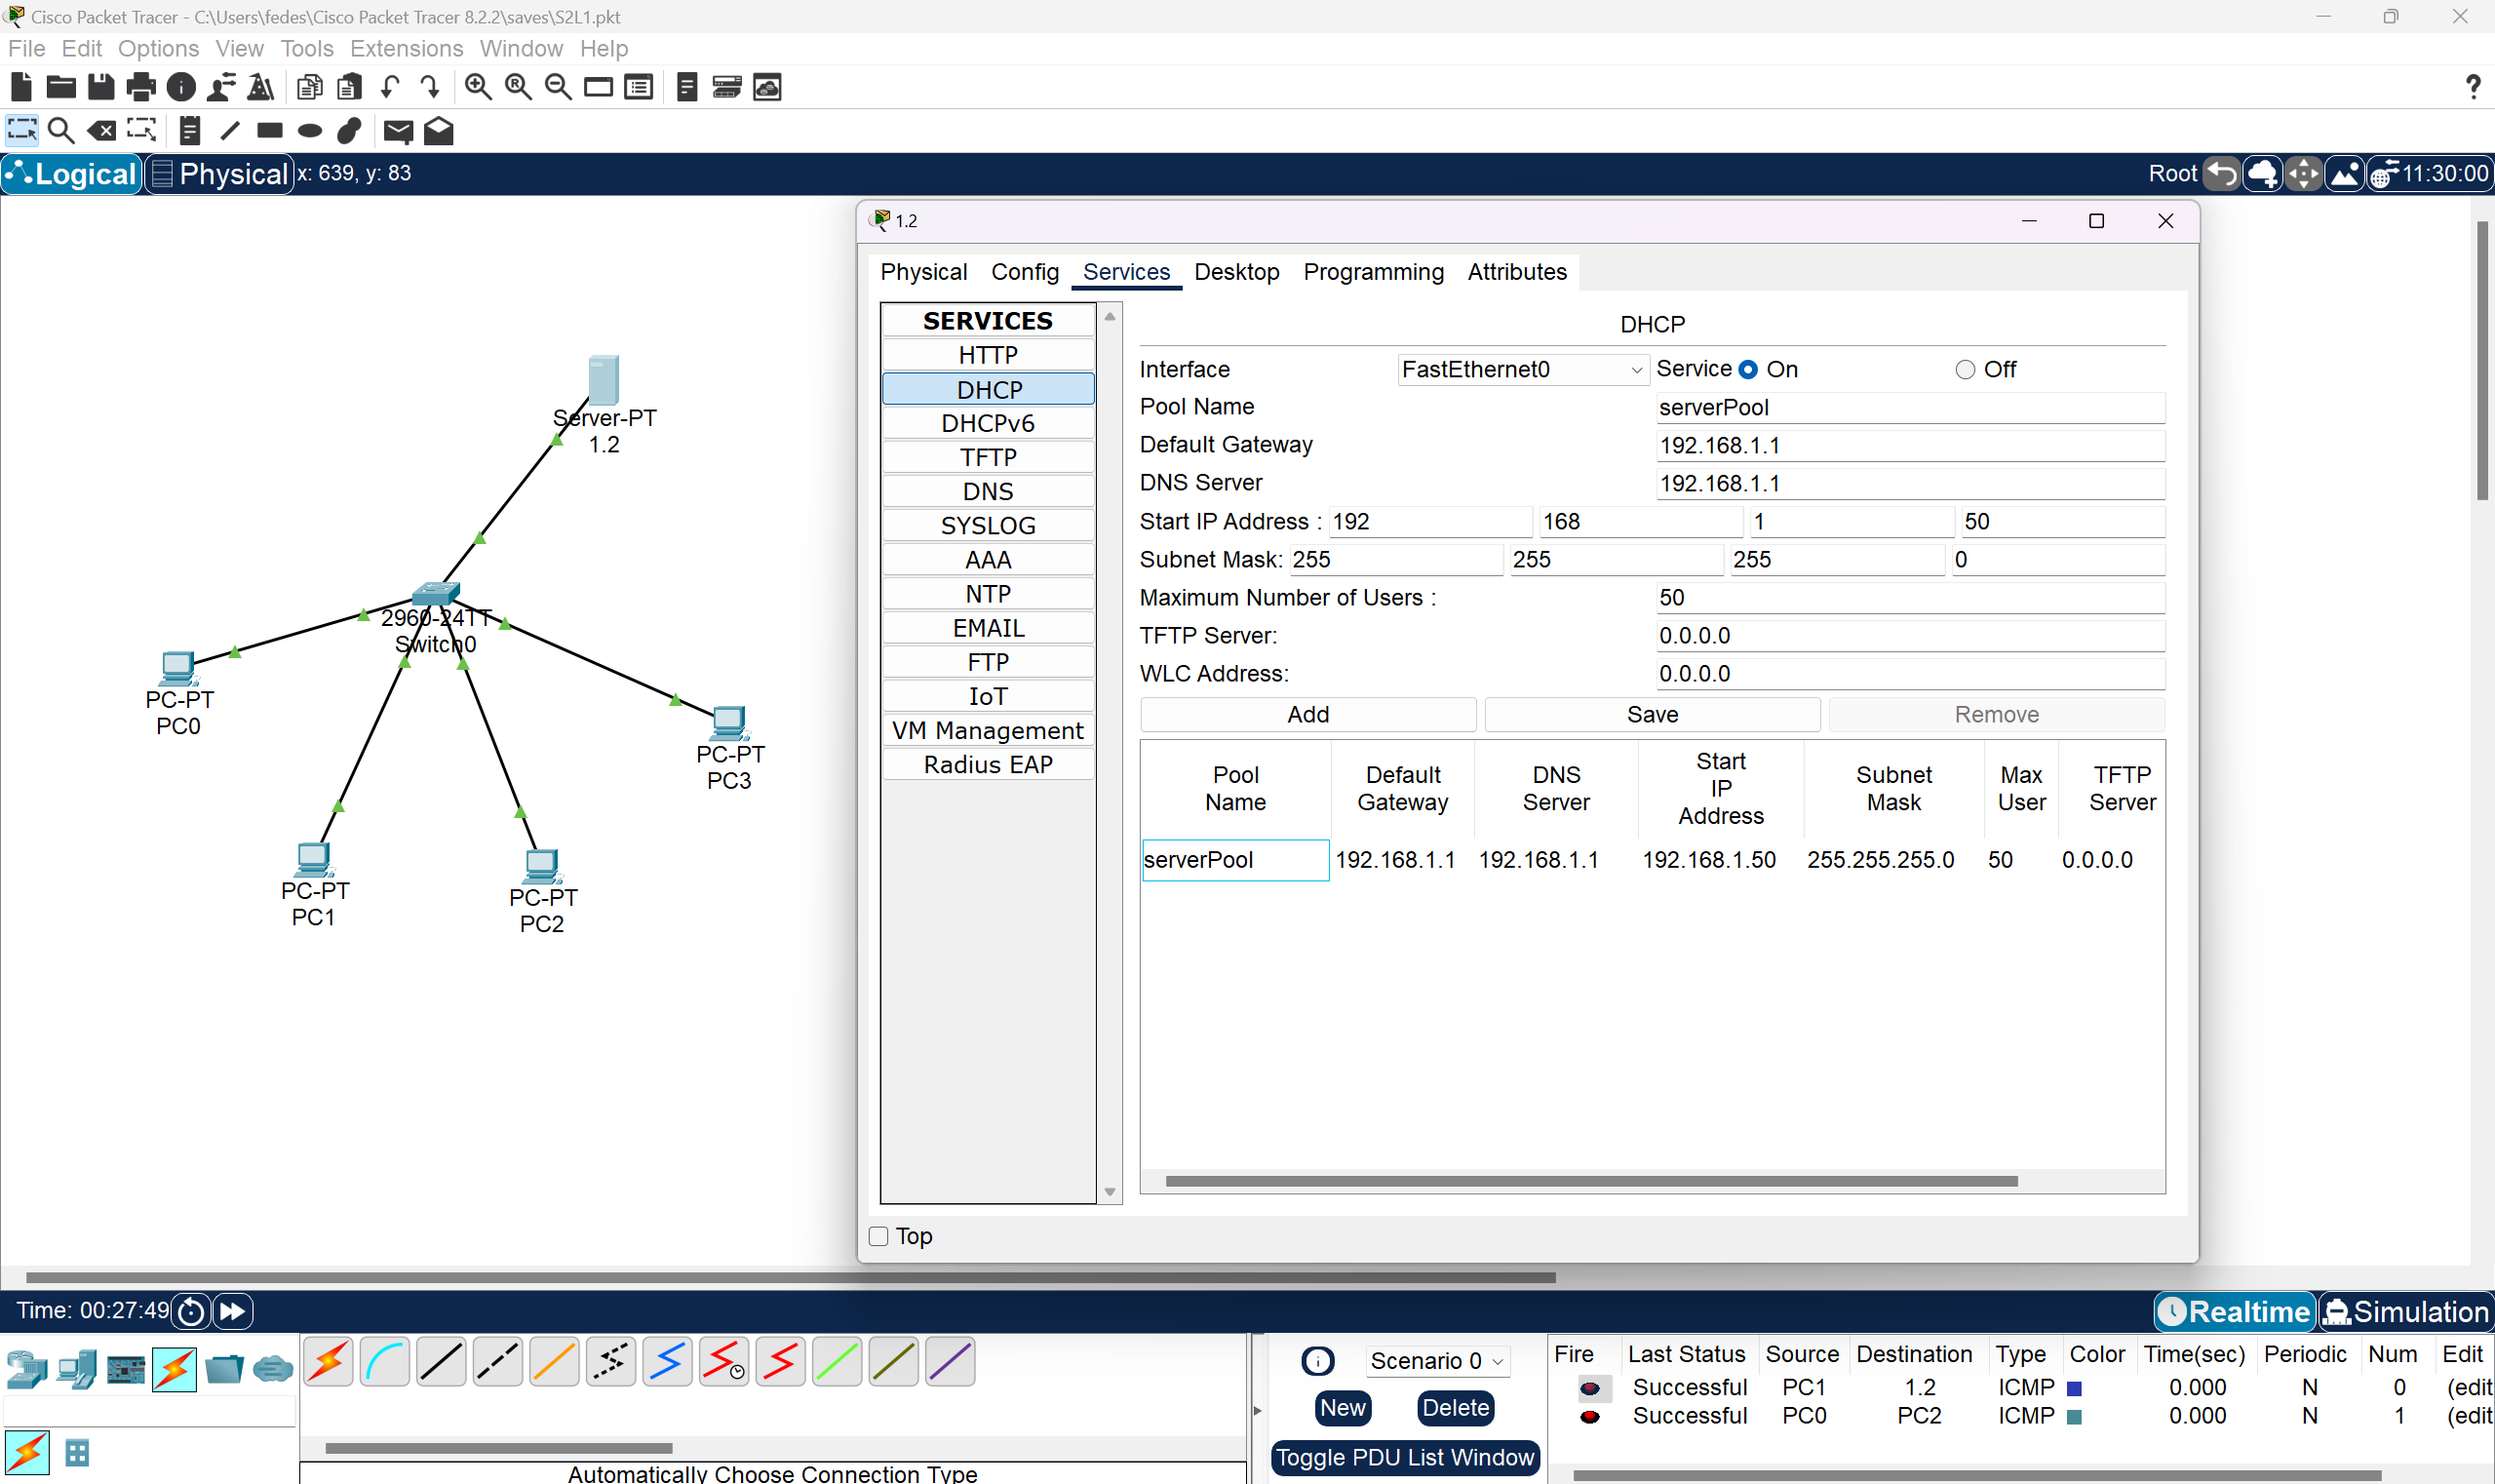 Cisco Packet Tracer - C:\Users\fedes\Cisco Packet Tracer 8.2.2\saves\S2L1.pkt
File Edit Options View Tools Extensions Window Help
?
Logical Physical x: 639, y: 83 Root 11:30:00
1.2
Physical Config Services Desktop Programming Attributes
SERVICES
HTTP
DHCP
DHCPv6
TFTP
DNS
SYSLOG
AAA
NTP
EMAIL
FTP
IoT
VM Management
Radius EAP
DHCP
Interface FastEthernet0 Service On Off
Pool Name serverPool
Default Gateway 192.168.1.1
DNS Server 192.168.1.1
Start IP Address : 192 168 1 50
Subnet Mask: 255 255 255 0
Maximum Number of Users : 50
TFTP Server: 0.0.0.0
WLC Address: 0.0.0.0
Add Save Remove
Pool Name Default Gateway DNS Server Start IP Address Subnet Mask Max User TFTP Server
serverPool 192.168.1.1 192.168.1.1 192.168.1.50 255.255.255.0 50 0.0.0.0
Top
Server-PT
1.2
2960-24TT
Switch0
PC-PT
PC0
PC-PT
PC3
PC-PT
PC1
PC-PT
PC2
Time: 00:27:49 Realtime Simulation
Scenario 0
New Delete
Toggle PDU List Window
Fire Last Status Source Destination Type Color Time(sec) Periodic Num Edit
Successful PC1 1.2 ICMP 0.000 N 0 (edit
Successful PC0 PC2 ICMP 0.000 N 1 (edit
Automatically Choose Connection Type